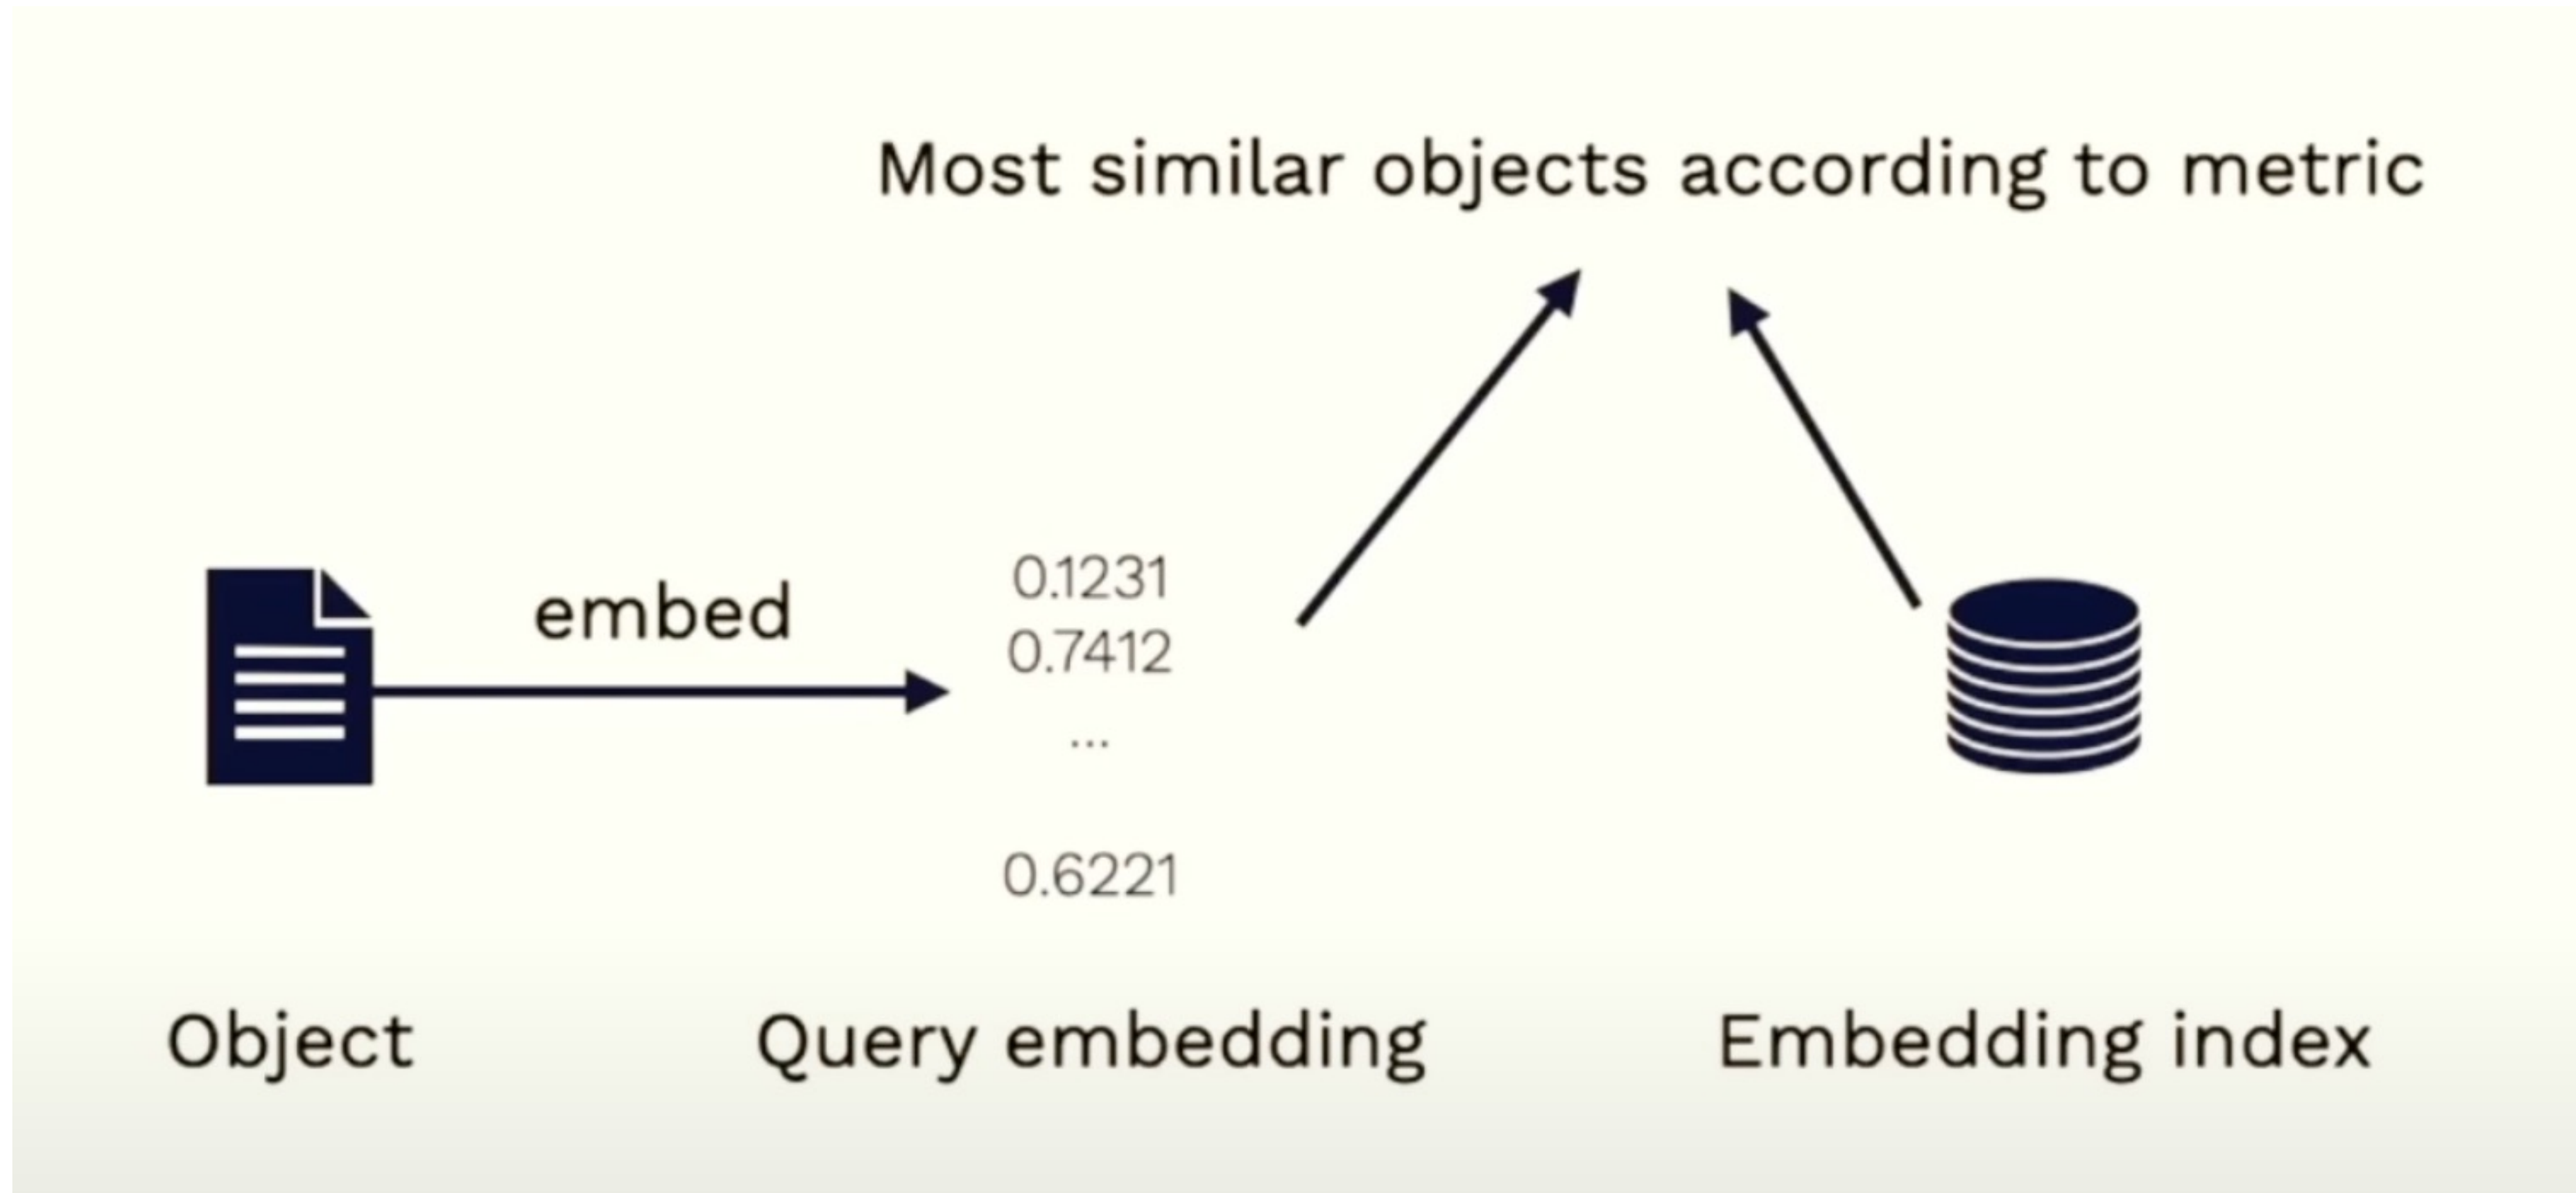 Most similar objects according to metric
embed
0.1231
0.7412
...
0.6221
Object
Query embedding
Embedding index